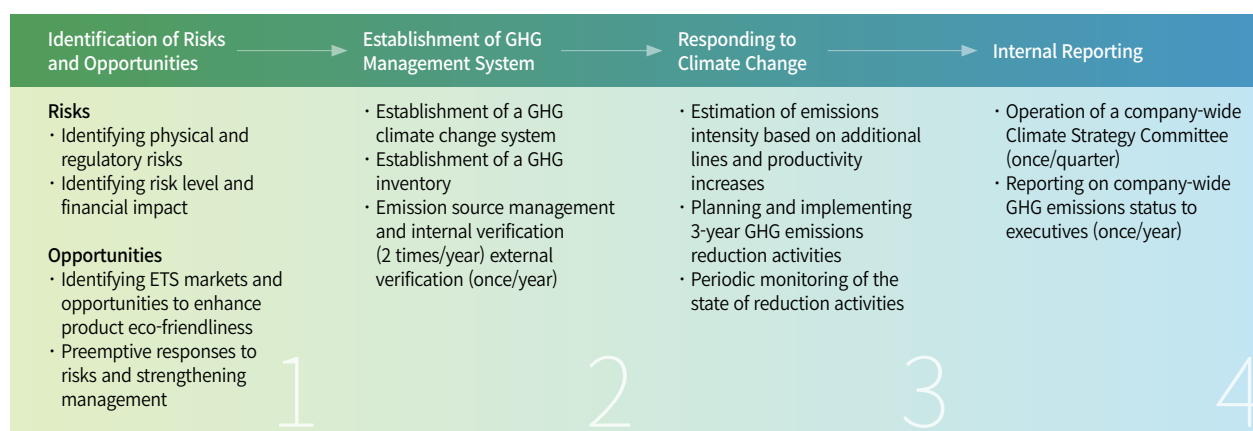 Identification of Risks
and Opportunities
Risks
· Identifying physical and
regulatory risks
· Identifying risk level and
financial impact
Opportunities
· Identifying ETS markets and
opportunities to enhance
product eco-friendliness
· Preemptive responses to
risks and strengthening
management
1
Establishment of GHG
Management System
· Establishment of a GHG
climate change system
· Establishment of a GHG
inventory
· Emission source management
and internal verification
(2 times/year) external
verification (once/year)
2
Responding to
Climate Change
· Estimation of emissions
intensity based on additional
lines and productivity
increases
· Planning and implementing
3-year GHG emissions
reduction activities
· Periodic monitoring of the
state of reduction activities
3
Internal Reporting
· Operation of a company-wide
Climate Strategy Committee
(once/quarter)
· Reporting on company-wide
GHG emissions status to
executives (once/year)
4